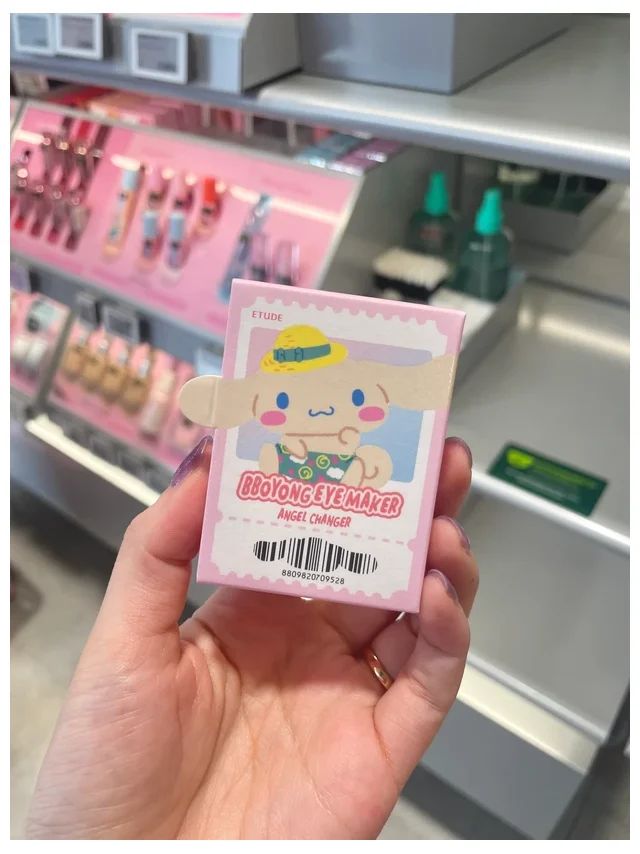 ETUDE
BBOYONG EYE MAKER
ANGEL CHANGER
8809820709528